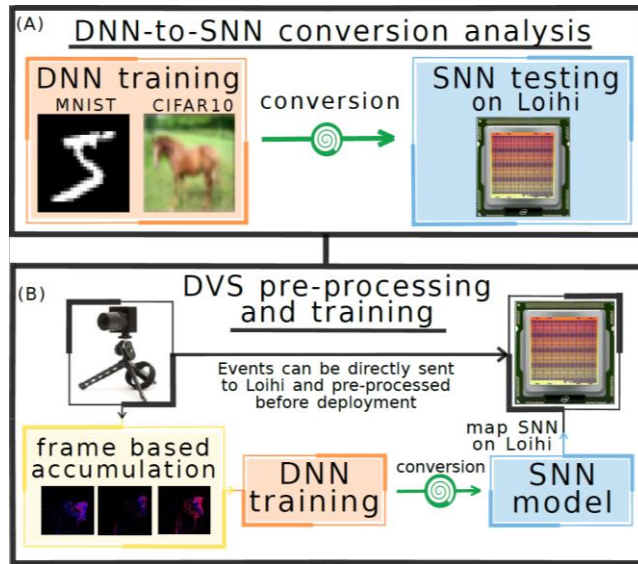 (A)
DNN-to-SNN conversion analysis
DNN training
MNIST CIFAR10
conversion
SNN testing
on Loihi
(B)
DVS pre-processing
and training
Events can be directly sent
to Loihi and pre-processed
before deployment
frame based
accumulation
DNN
training
conversion
map SNN
on Loihi
SNN
model